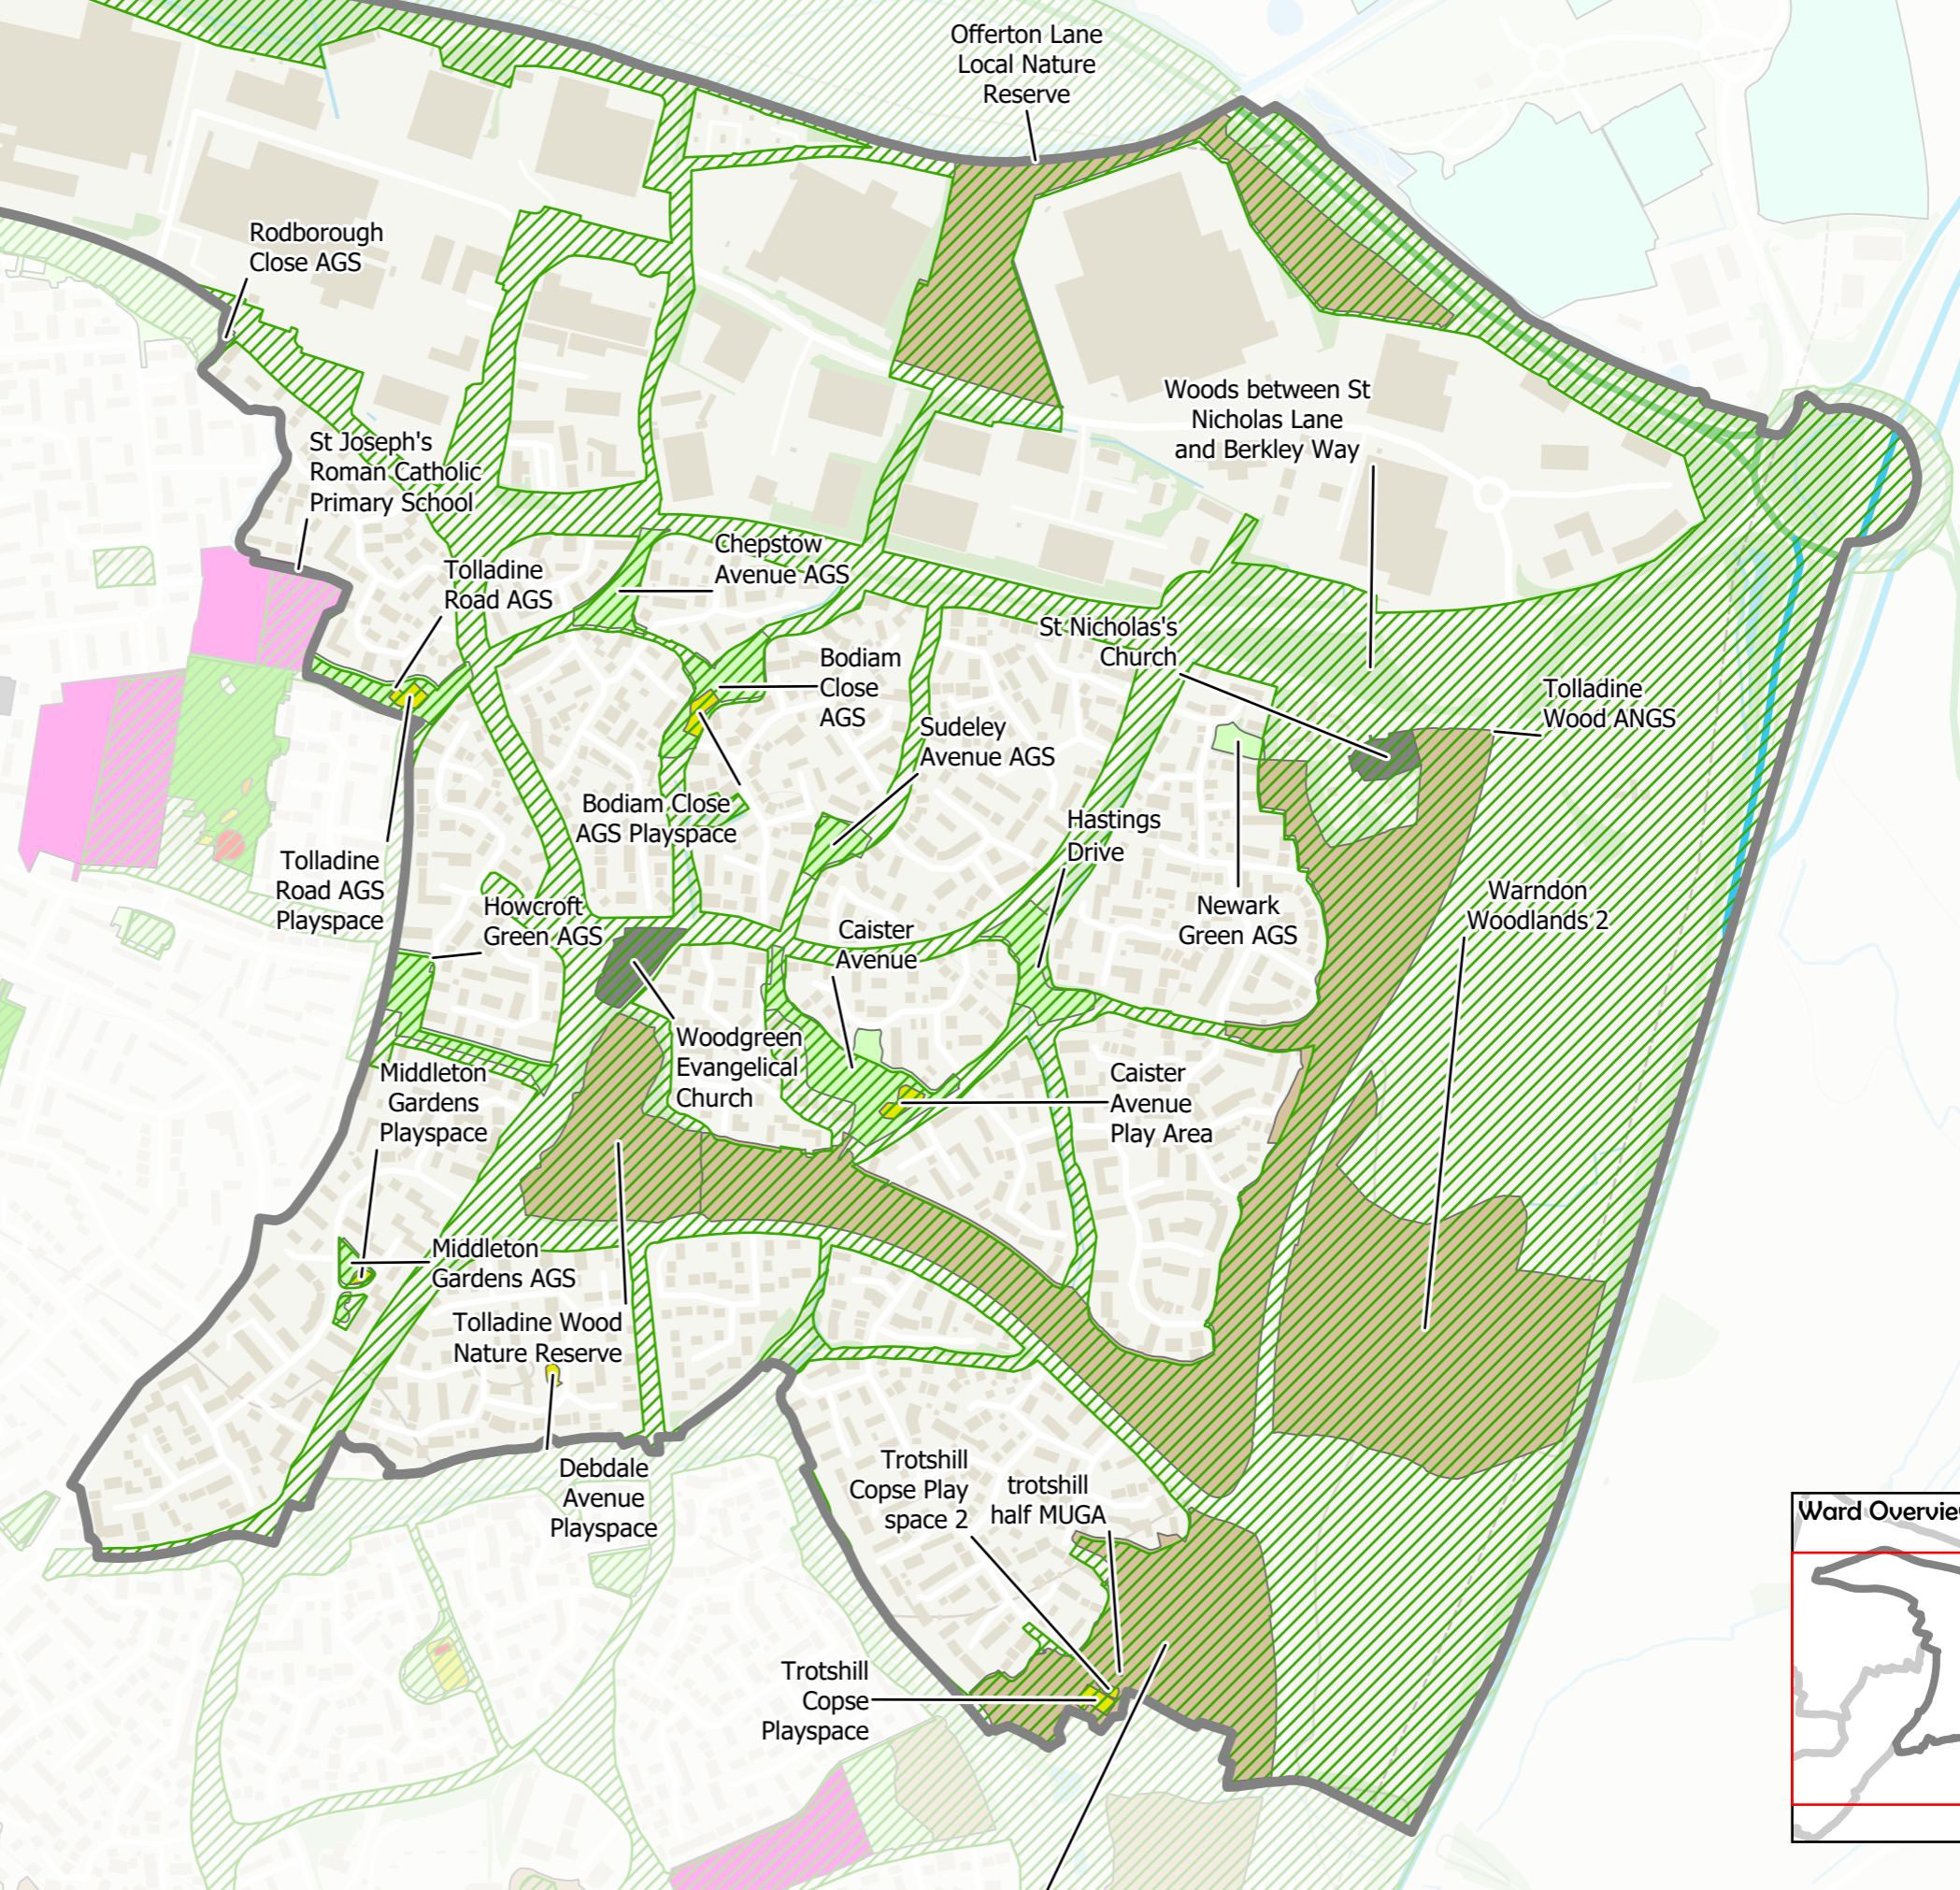 Offerton Lane
Local Nature
Reserve
Rodborough
Close AGS
Woods between St
Nicholas Lane
and Berkley Way
St Joseph's
Roman Catholic
Primary School
Chepstow
Avenue AGS
Tolladine
Road AGS
St Nicholas's
Church
Bodiam
Close
AGS
Tolladine
Wood ANGS
Sudeley
Avenue AGS
Bodiam Close
AGS Playspace
Hastings
Drive
Tolladine
Road AGS
Playspace
Warndon
Woodlands 2
Howcroft
Green AGS
Newark
Green AGS
Caister
Avenue
Woodgreen
Evangelical
Church
Middleton
Gardens
Playspace
Caister
Avenue
Play Area
Middleton
Gardens AGS
Tolladine Wood
Nature Reserve
Trotshill
Copse Play
space 2
trotshill
half MUGA
Debdale
Avenue
Playspace
Ward Overvie
Trotshill
Copse
Playspace